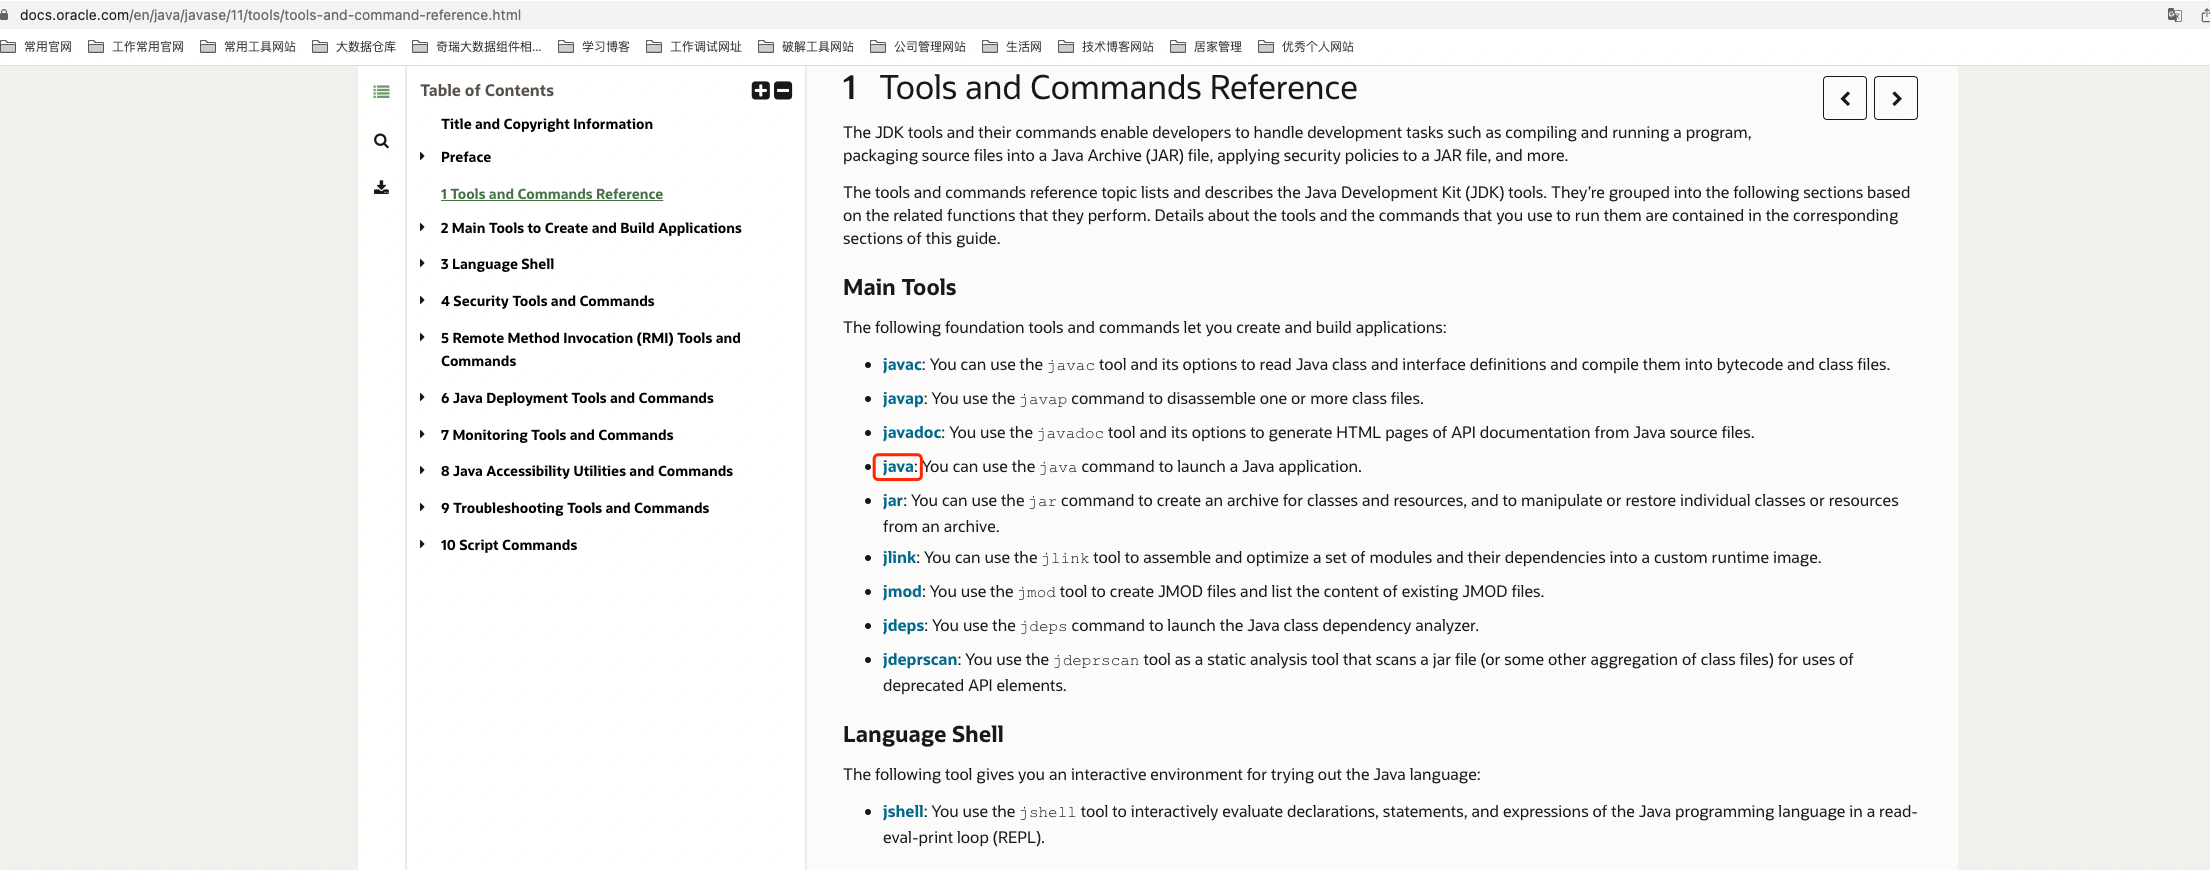 docs.oracle.com/en/java/javase/11/tools/tools-and-command-reference.html
常用官网 工作常用官网 常用工具网站 大数据仓库 奇瑞大数据组件相... 学习博客 工作调试网址 破解工具网站 公司管理网站 生活网 技术博客网站 居家管理 优秀个人网站
Table of Contents
Title and Copyright Information
Preface
1 Tools and Commands Reference
2 Main Tools to Create and Build Applications
3 Language Shell
4 Security Tools and Commands
5 Remote Method Invocation (RMI) Tools and
Commands
6 Java Deployment Tools and Commands
7 Monitoring Tools and Commands
8 Java Accessibility Utilities and Commands
9 Troubleshooting Tools and Commands
10 Script Commands
1 Tools and Commands Reference
The JDK tools and their commands enable developers to handle development tasks such as compiling and running a program,
packaging source files into a Java Archive (JAR) file, applying security policies to a JAR file, and more.
The tools and commands reference topic lists and describes the Java Development Kit (JDK) tools. They’re grouped into the following sections based
on the related functions that they perform. Details about the tools and the commands that you use to run them are contained in the corresponding
sections of this guide.
Main Tools
The following foundation tools and commands let you create and build applications:
• javac: You can use the javac tool and its options to read Java class and interface definitions and compile them into bytecode and class files.
• javap: You use the javap command to disassemble one or more class files.
• javadoc: You use the javadoc tool and its options to generate HTML pages of API documentation from Java source files.
• java: You can use the java command to launch a Java application.
• jar: You can use the jar command to create an archive for classes and resources, and to manipulate or restore individual classes or resources
from an archive.
• jlink: You can use the jlink tool to assemble and optimize a set of modules and their dependencies into a custom runtime image.
• jmod: You use the jmod tool to create JMOD files and list the content of existing JMOD files.
• jdeps: You use the jdeps command to launch the Java class dependency analyzer.
• jdeprscan: You use the jdeprscan tool as a static analysis tool that scans a jar file (or some other aggregation of class files) for uses of
deprecated API elements.
Language Shell
The following tool gives you an interactive environment for trying out the Java language:
• jshell: You use the jshell tool to interactively evaluate declarations, statements, and expressions of the Java programming language in a read-
eval-print loop (REPL).